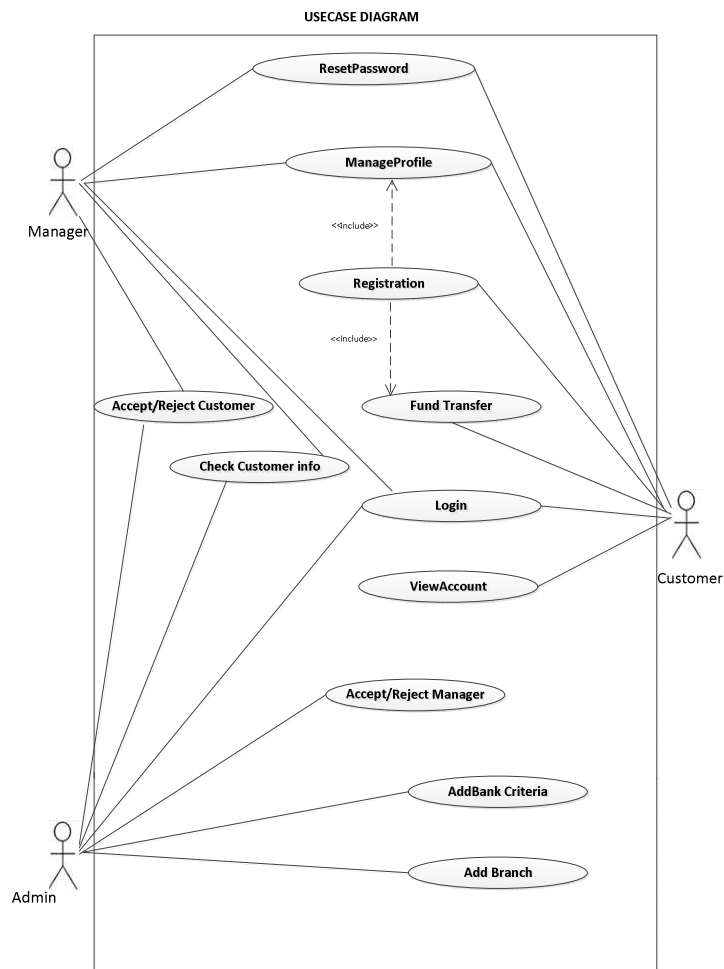 USECASE DIAGRAM
ResetPassword
ManageProfile
Manager
<<Include>>
Registration
<<Include>>
Accept/Reject Customer
Fund Transfer
Check Customer info
Login
Customer
ViewAccount
Accept/Reject Manager
AddBank Criteria
Add Branch
Admin